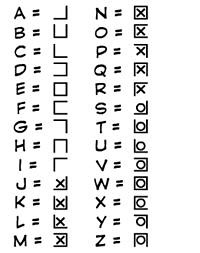 A =
B =
C =
D =
E =
F =
G =
H =
I =
J =
K =
L =
M =
N =
O =
P =
Q =
R =
S =
T =
U =
V =
W =
X =
Y =
Z =